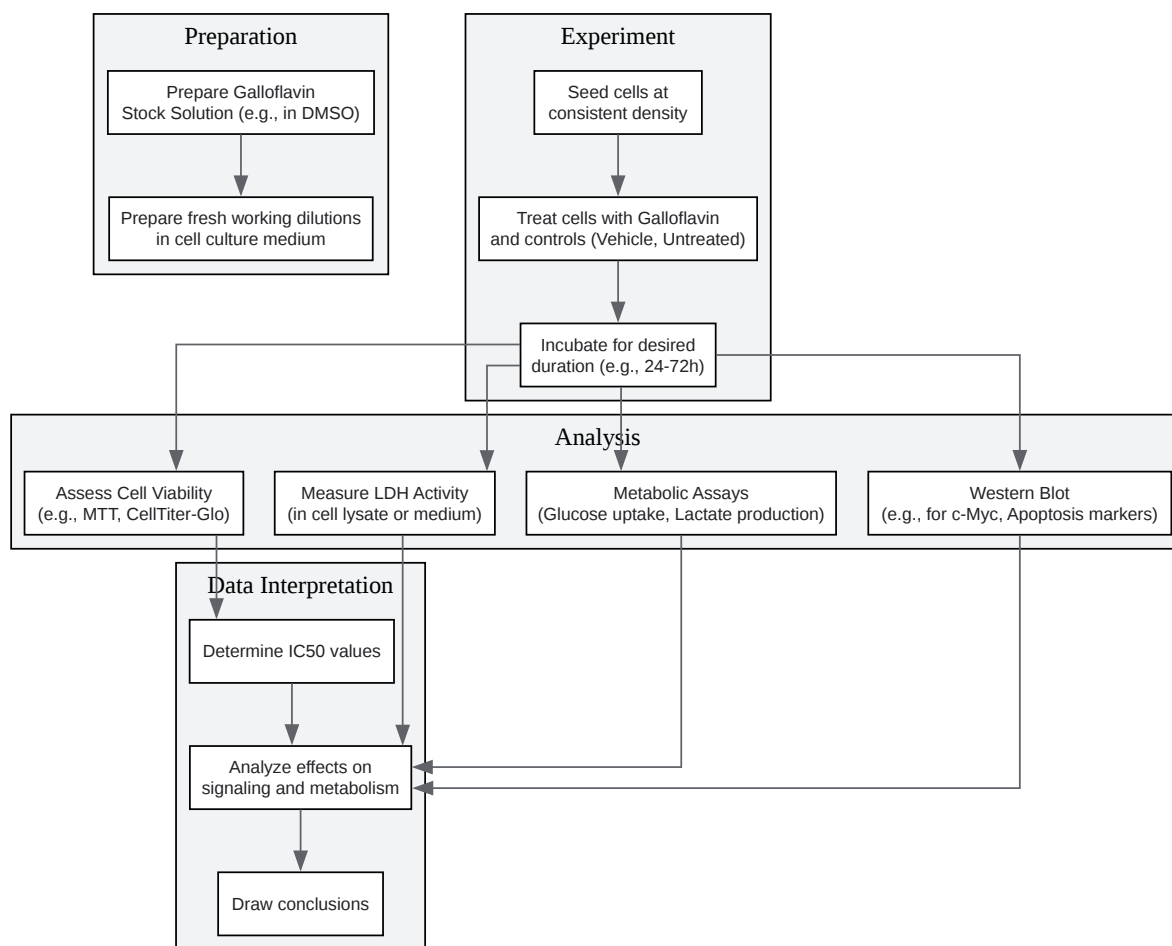 Preparation
Prepare Galloflavin
Stock Solution (e.g., in DMSO)
Prepare fresh working dilutions
in cell culture medium
Experiment
Seed cells at
consistent density
Treat cells with Galloflavin
and controls (Vehicle, Untreated)
Incubate for desired
duration (e.g., 24-72h)
Analysis
Assess Cell Viability
(e.g., MTT, CellTiter-Glo)
Measure LDH Activity
(in cell lysate or medium)
Metabolic Assays
(Glucose uptake, Lactate production)
Western Blot
(e.g., for c-Myc, Apoptosis markers)
Data Interpretation
Determine IC50 values
Analyze effects on
signaling and metabolism
Draw conclusions